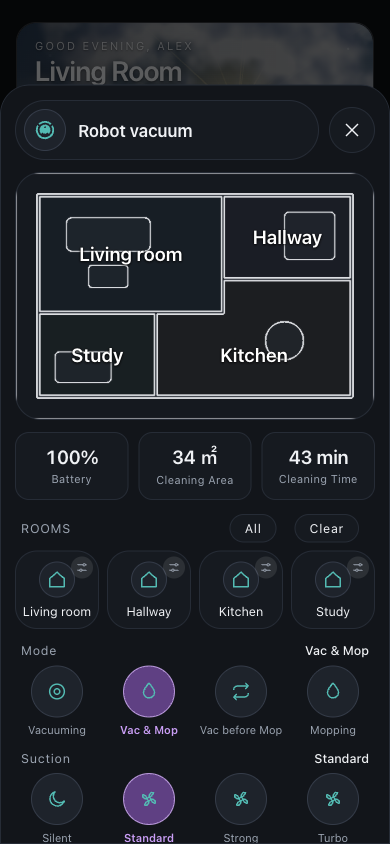 GOOD EVENING, ALEX
Living Room
Robot vacuum
Living room
Hallway
Study
Kitchen
100%
Battery
34 ㎡
Cleaning Area
43 min
Cleaning Time
ROOMS
All
Clear
Living room
Hallway
Kitchen
Study
Mode
Vac & Mop
Vacuuming
Vac & Mop
Vac before Mop
Mopping
Suction
Standard
Silent
Standard
Strong
Turbo